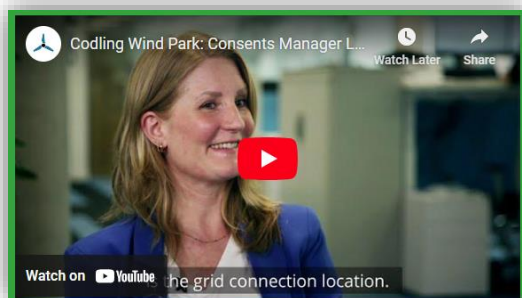 Codling Wind Park: Consents Manager L...
Watch Later
Share
Watch on YouTube
the grid connection location.